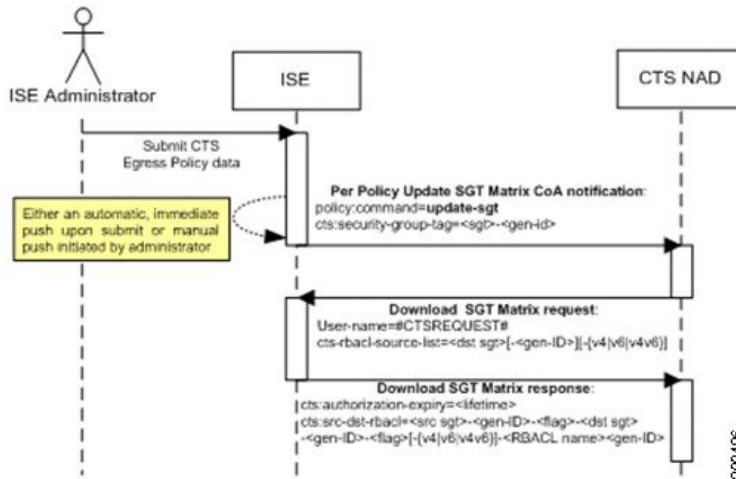 ISE Administrator
ISE
CTS NAD
Submit CTS
Egress Policy data
Either an automatic, immediate
push upon submit or manual
push initiated by administrator
Per Policy Update SGT Matrix CoA notification:
policy:command=update-sgt
cts:security-group-tag=<sgt>-<gen-id>
Download SGT Matrix request:
User-name=#CTSREQUEST#
cts-rbacl-source-list=<dst sgt>[-<gen-ID>][-{v4|v6|v4v6}]
Download SGT Matrix response:
cts:authorization-expiry=<lifetime>
cts:src-dst-rbacl=<src sgt>-<gen-ID>-<flag>-<dst sgt>
-<gen-ID>-<flag>[-{v4|v6|v4v6}]-<RBACL name><gen-ID>